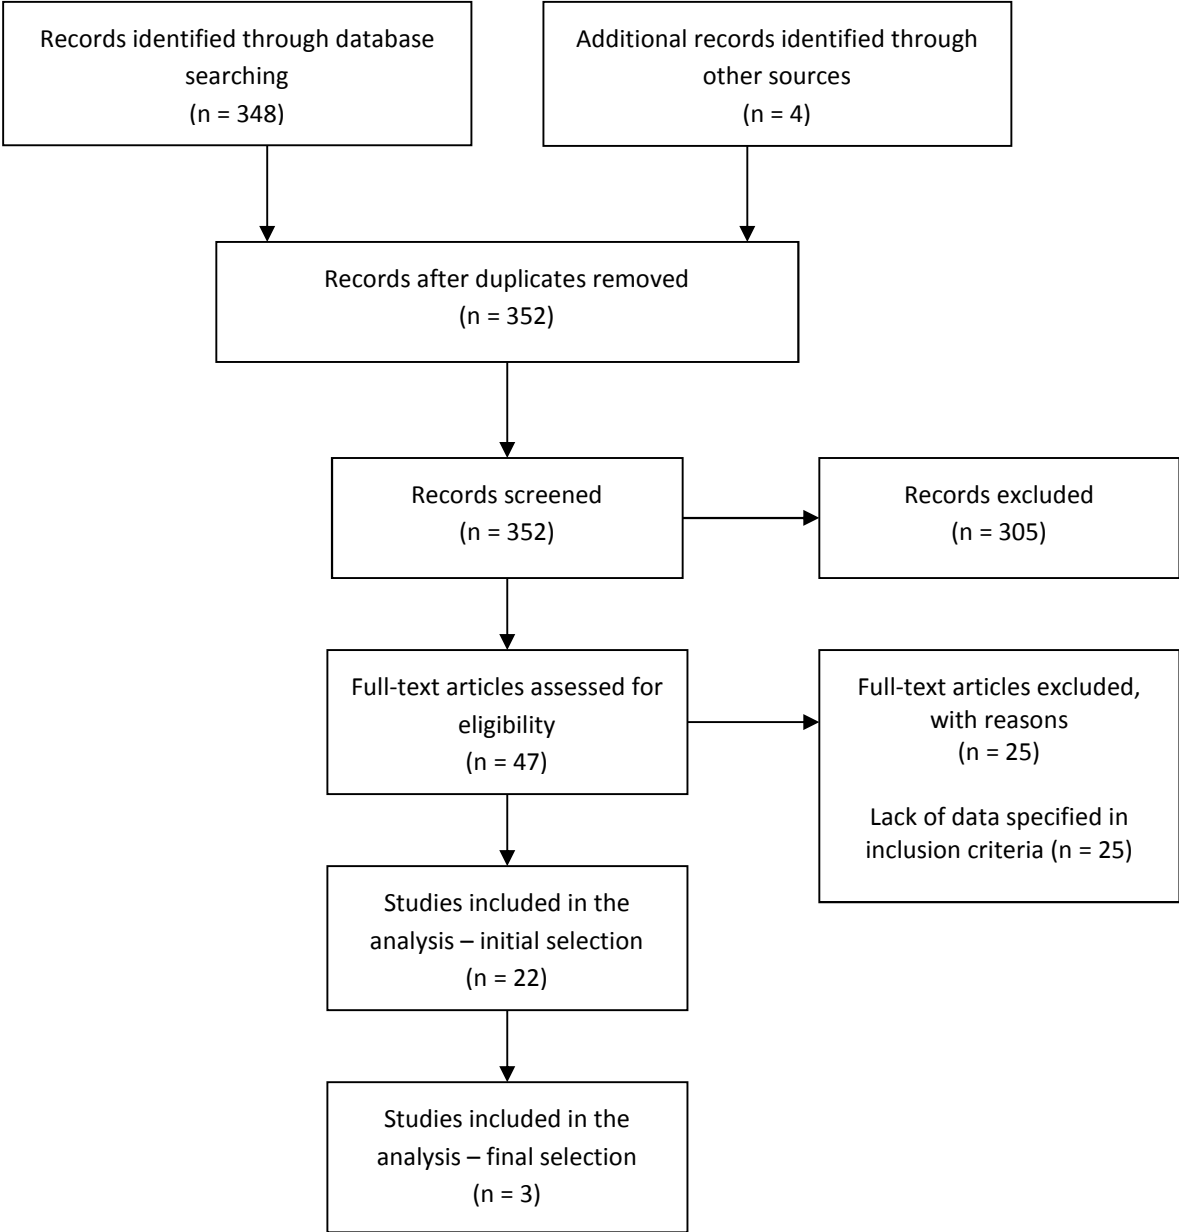 Records identified through database
searching
(n = 348)
Additional records identified through
other sources
(n = 4)
Records after duplicates removed
(n = 352)
Records screened
(n = 352)
Records excluded
(n = 305)
Full-text articles assessed for
eligibility
(n = 47)
Full-text articles excluded,
with reasons
(n = 25)
Lack of data specified in
inclusion criteria (n = 25)
Studies included in the
analysis – initial selection
(n = 22)
Studies included in the
analysis – final selection
(n = 3)